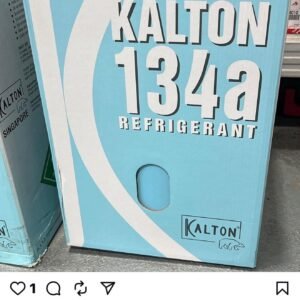 KALTON
134a
REFRIGERANT
KALTON
SINGAPORE
KALTON
1